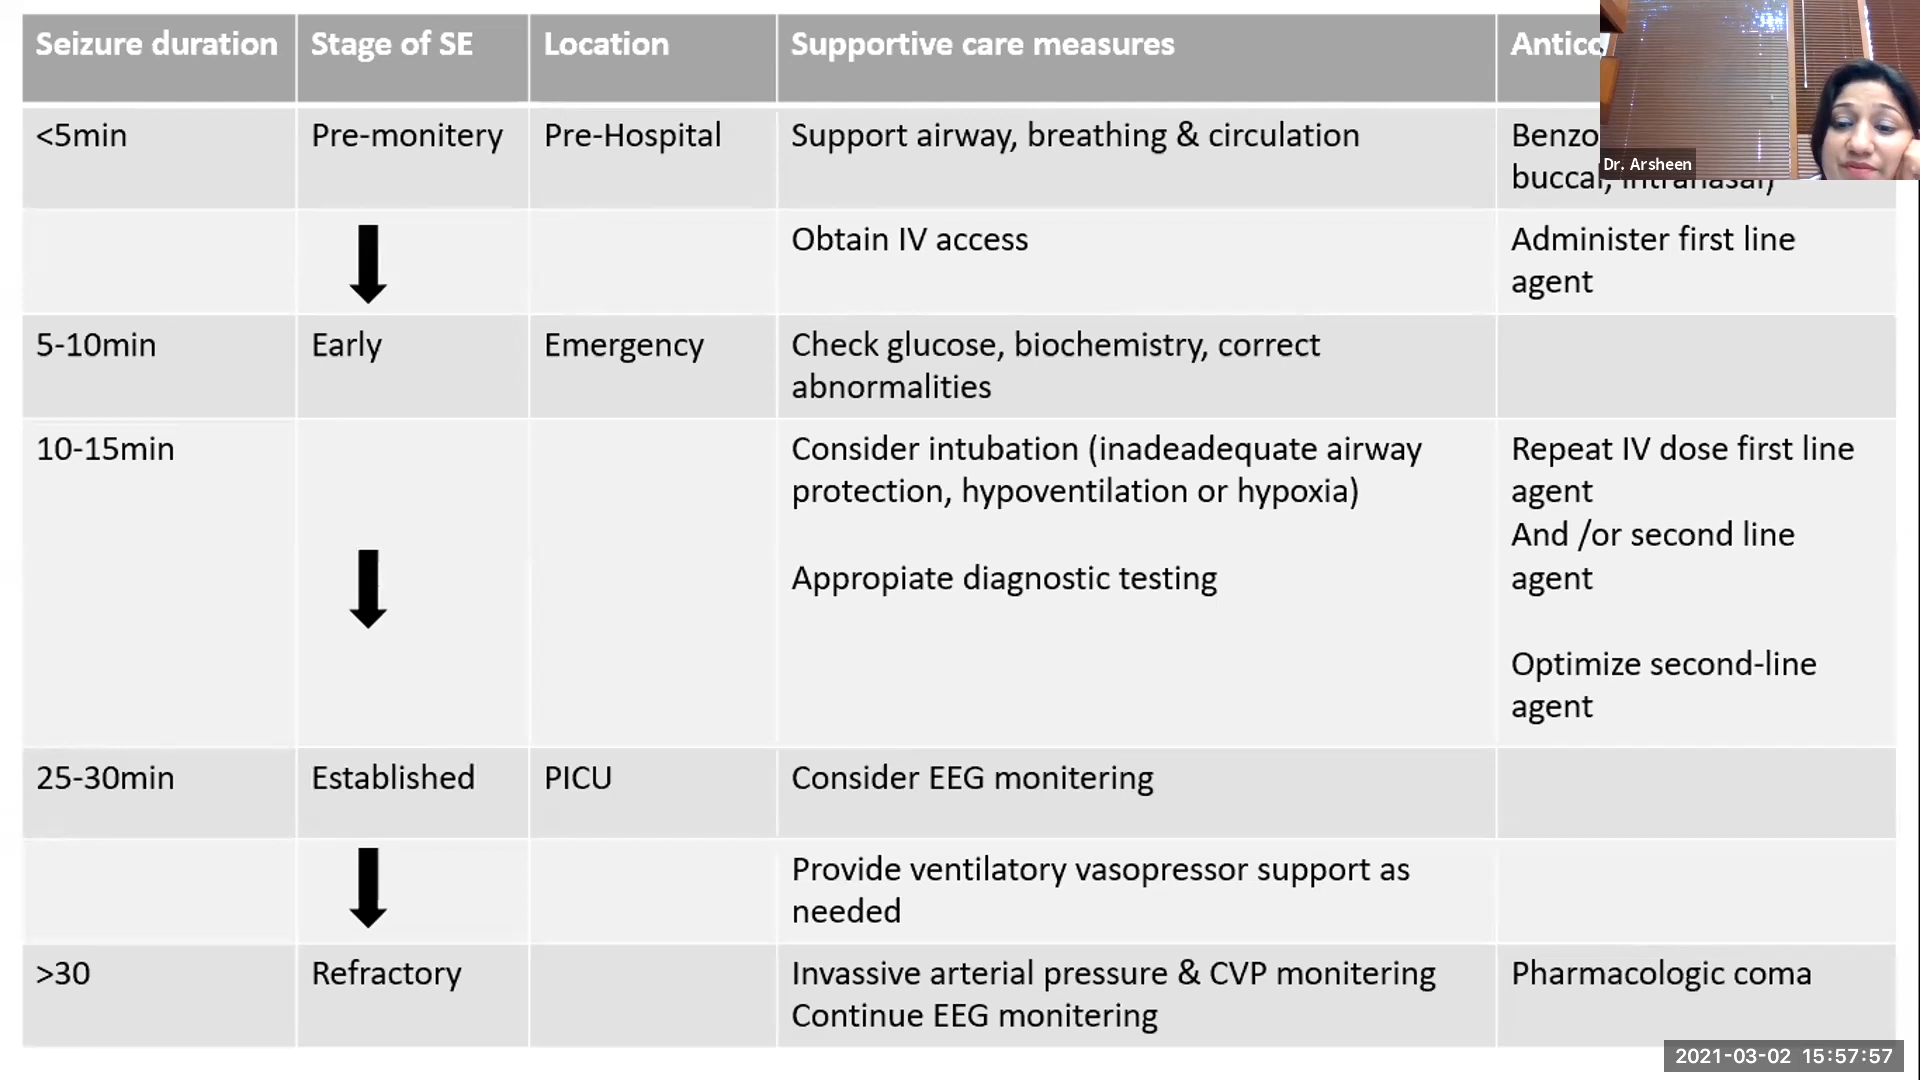 Seizure duration Stage of SE Location Supportive care measures
<5min Pre-monitery Pre-Hospital Support airway, breathing & circulation
Dr. Arsheen
buccal, intranasal)
Obtain IV access Administer first line
agent
5-10min Early Emergency Check glucose, biochemistry, correct
abnormalities
10-15min Consider intubation (inadeadequate airway Repeat IV dose first line
protection, hypoventilation or hypoxia) agent
And /or second line
Appropiate diagnostic testing agent
Optimize second-line
agent
25-30min Established PICU Consider EEG monitering
Provide ventilatory vasopressor support as
needed
>30 Refractory Invassive arterial pressure & CVP monitering Pharmacologic coma
Continue EEG monitering
2021-03-02 15:57:57